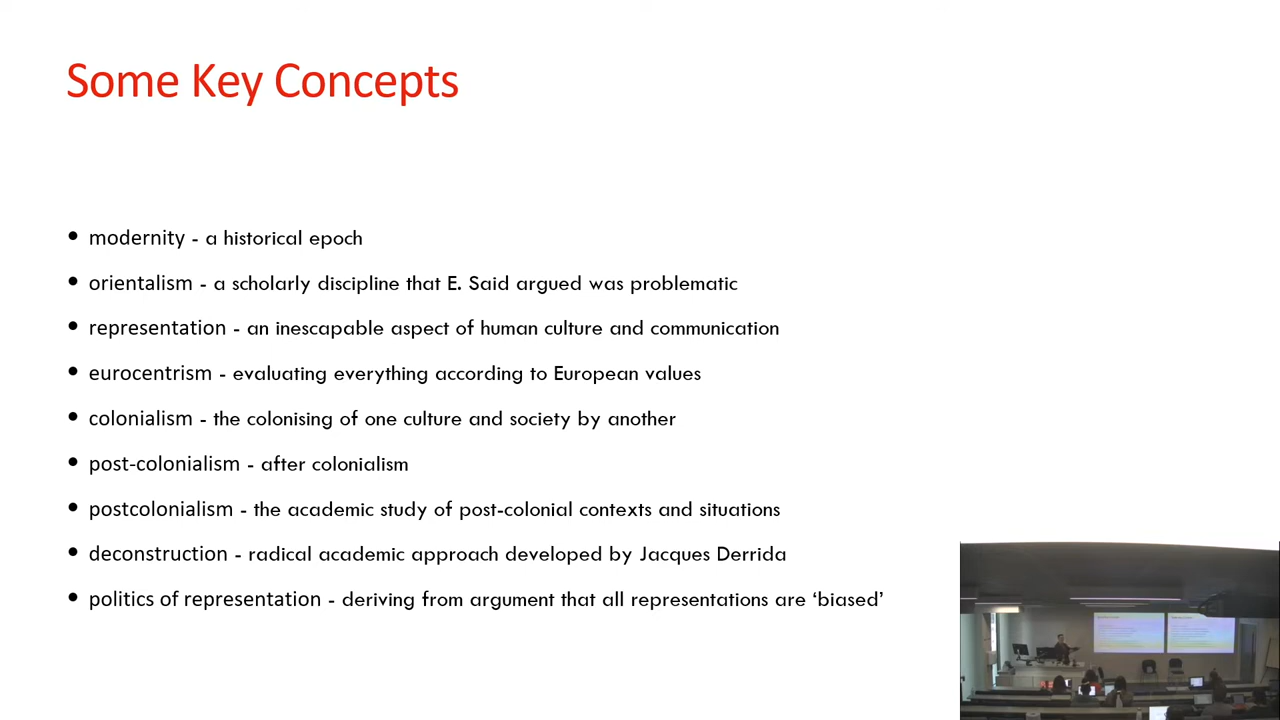 Some Key Concepts
• modernity - a historical epoch
• orientalism - a scholarly discipline that E. Said argued was problematic
• representation - an inescapable aspect of human culture and communication
• eurocentrism - evaluating everything according to European values
• colonialism - the colonising of one culture and society by another
• post-colonialism - after colonialism
• postcolonialism - the academic study of post-colonial contexts and situations
• deconstruction - radical academic approach developed by Jacques Derrida
• politics of representation - deriving from argument that all representations are ‘biased’